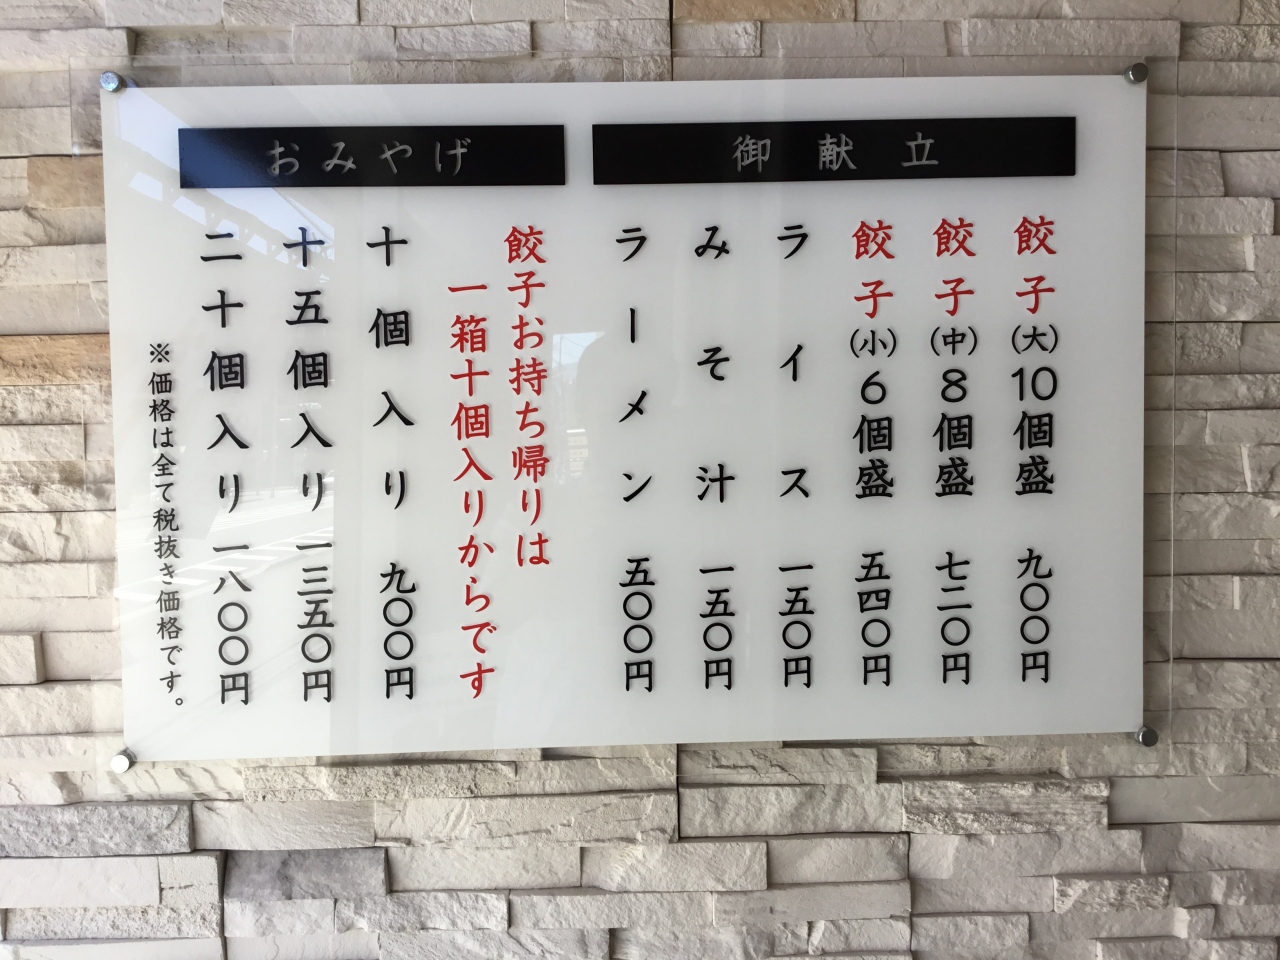 御献立
餃子(大)10個盛 九〇〇円
餃子(中)8個盛 七二〇円
餃子(小)6個盛 五四〇円
ライス 一五〇円
みそ汁 一五〇円
ラーメン 五〇〇円
おみやげ
餃子お持ち帰りは
一箱十個入りからです
十個入り 九〇〇円
十五個入り 一三五〇円
二十個入り 一八〇〇円
※価格は全て税抜き価格です。